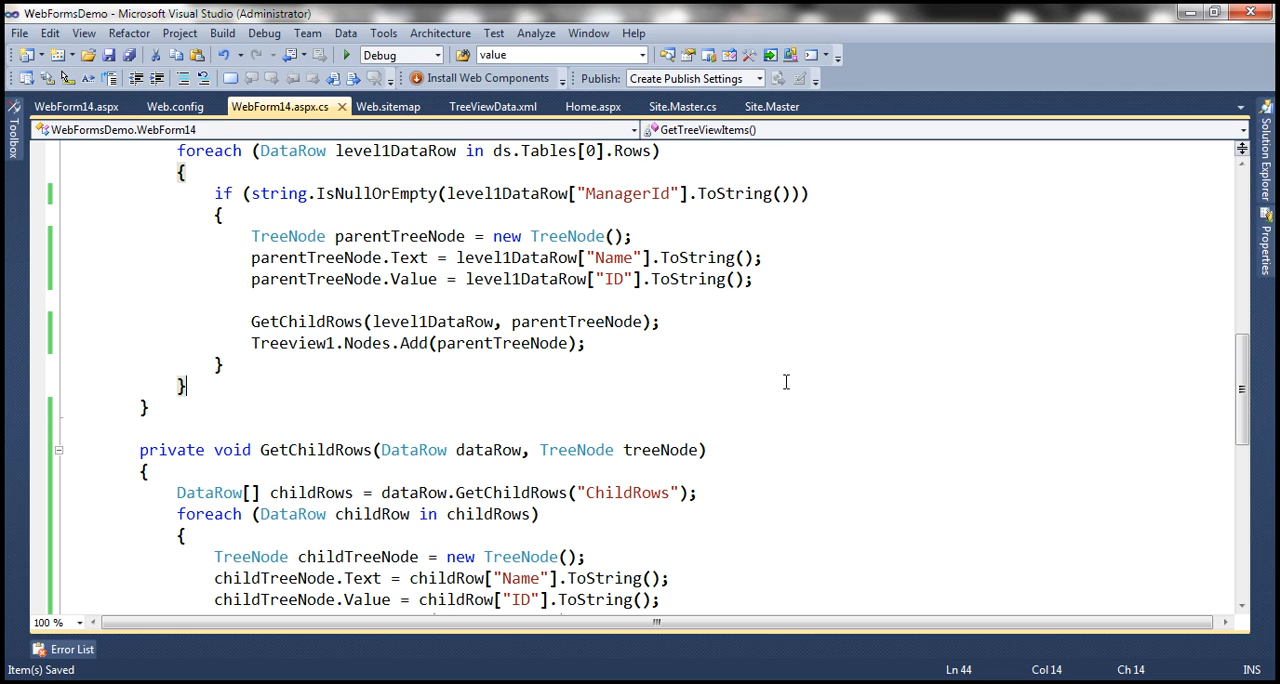 WebFormsDemo - Microsoft Visual Studio (Administrator)
File Edit View Refactor Project Build Debug Team Data Tools Architecture Test Analyze Window Help
Debug value
Install Web Components Publish: Create Publish Settings
WebForm14.aspx Web.config WebForm14.aspx.cs Web.sitemap TreeViewData.xml Home.aspx Site.Master.cs Site.Master
WebFormsDemo.WebForm14 GetTreeViewItems()
Toolbox
Solution Explorer
Properties
foreach (DataRow level1DataRow in ds.Tables[0].Rows)
{
if (string.IsNullOrEmpty(level1DataRow["ManagerId"].ToString()))
{
TreeNode parentTreeNode = new TreeNode();
parentTreeNode.Text = level1DataRow["Name"].ToString();
parentTreeNode.Value = level1DataRow["ID"].ToString();
GetChildRows(level1DataRow, parentTreeNode);
Treeview1.Nodes.Add(parentTreeNode);
}
}
}
private void GetChildRows(DataRow dataRow, TreeNode treeNode)
{
DataRow[] childRows = dataRow.GetChildRows("ChildRows");
foreach (DataRow childRow in childRows)
{
TreeNode childTreeNode = new TreeNode();
childTreeNode.Text = childRow["Name"].ToString();
childTreeNode.Value = childRow["ID"].ToString();
100 %
Error List
Item(s) Saved Ln 44 Col 14 Ch 14 INS